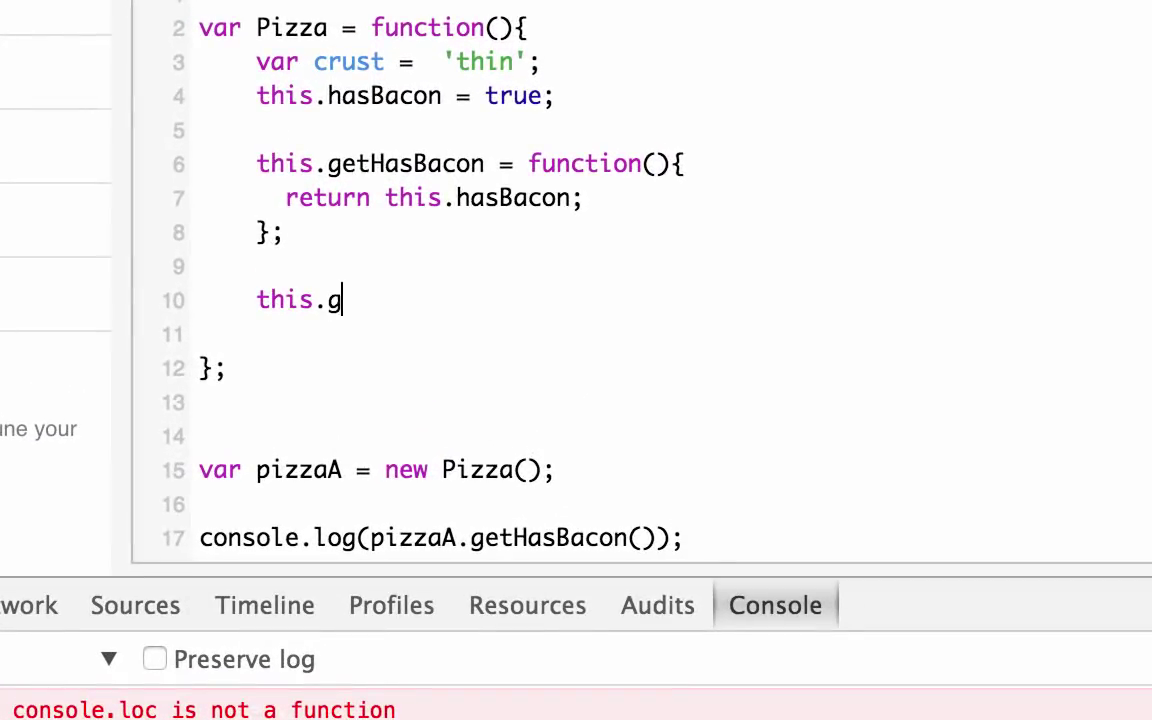 2 var Pizza = function(){
3 var crust =  'thin';
4 this.hasBacon = true;
5
6 this.getHasBacon = function(){
7 return this.hasBacon;
8 };
9
10 this.g
11
12 };
13
une your
14
15 var pizzaA = new Pizza();
16
17 console.log(pizzaA.getHasBacon());
work Sources Timeline Profiles Resources Audits Console
▼ Preserve log
console.loc is not a function